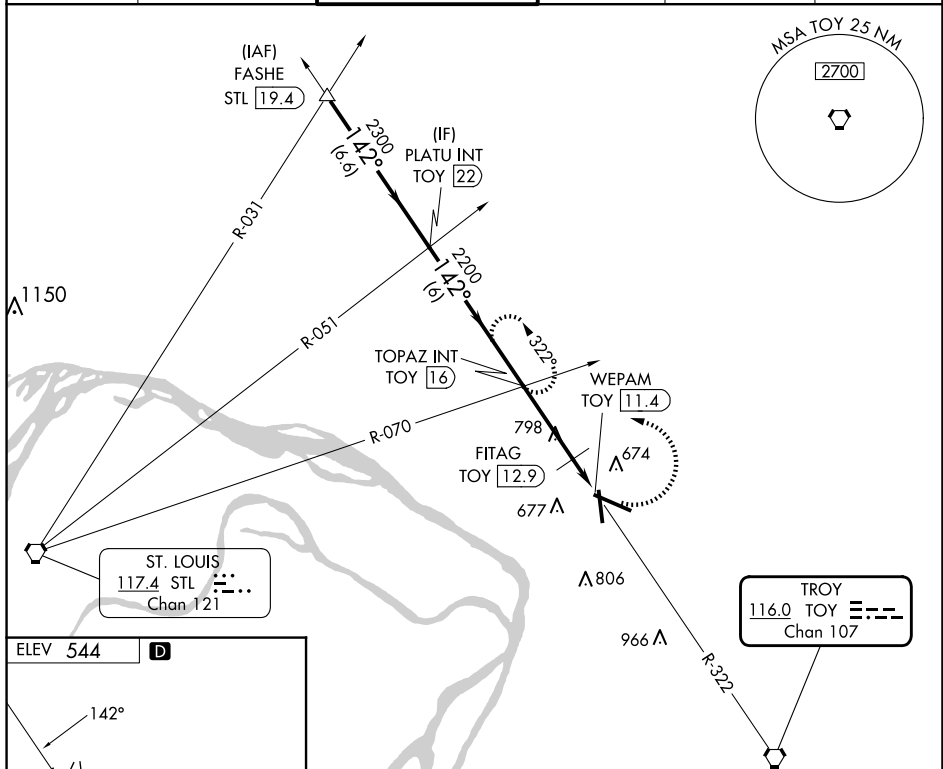 MSA TOY 25 NM
2700
(IAF)
FASHE
STL 19.4
2300
142°
(6.6)
(IF)
PLATU INT
TOY 22
R-031
2200
142°
(6)
1150
R-051
322°
TOPAZ INT
TOY 16
WEPAM
TOY 11.4
R-070
798
674
FITAG
TOY 12.9
677
ST. LOUIS
117.4 STL
Chan 121
806
TROY
116.0 TOY
Chan 107
966
R-322
ELEV 544 D
142°